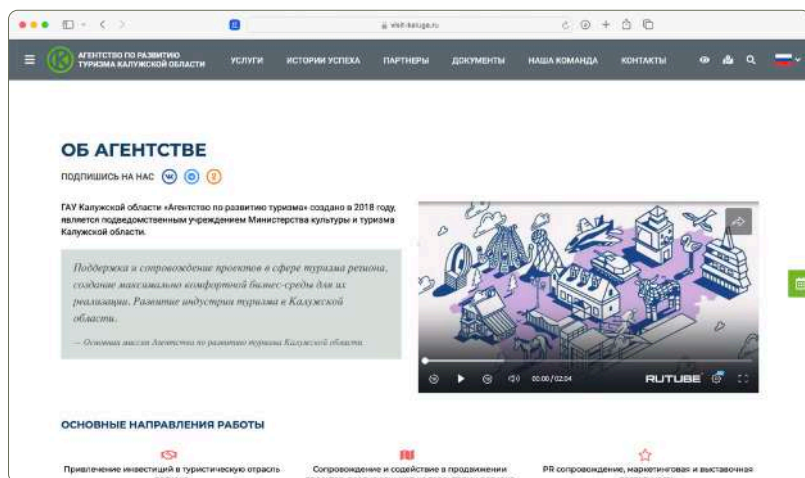 visit-kaluga.ru
АГЕНТСТВО ПО РАЗВИТИЮ
ТУРИЗМА КАЛУЖСКОЙ ОБЛАСТИ
УСЛУГИ
ИСТОРИИ УСПЕХА
ПАРТНЕРЫ
ДОКУМЕНТЫ
НАША КОМАНДА
КОНТАКТЫ
ОБ АГЕНТСТВЕ
ПОДПИШИСЬ НА НАС
ГАУ Калужской области «Агентство по развитию туризма» создано в 2018 году,
является подведомственным учреждением Министерства культуры и туризма
Калужской области.
Поддержка и сопровождение проектов в сфере туризма региона,
создание максимально комфортной бизнес-среды для их
реализации. Развитие индустрии туризма в Калужской
области.
— Основная миссия Агентства по развитию туризма Калужской области
00:00 / 02:04
RUTUBE
ОСНОВНЫЕ НАПРАВЛЕНИЯ РАБОТЫ
Привлечение инвестиций в туристическую отрасль
Сопровождение и содействие в продвижении
PR сопровождение, маркетинговая и выставочная